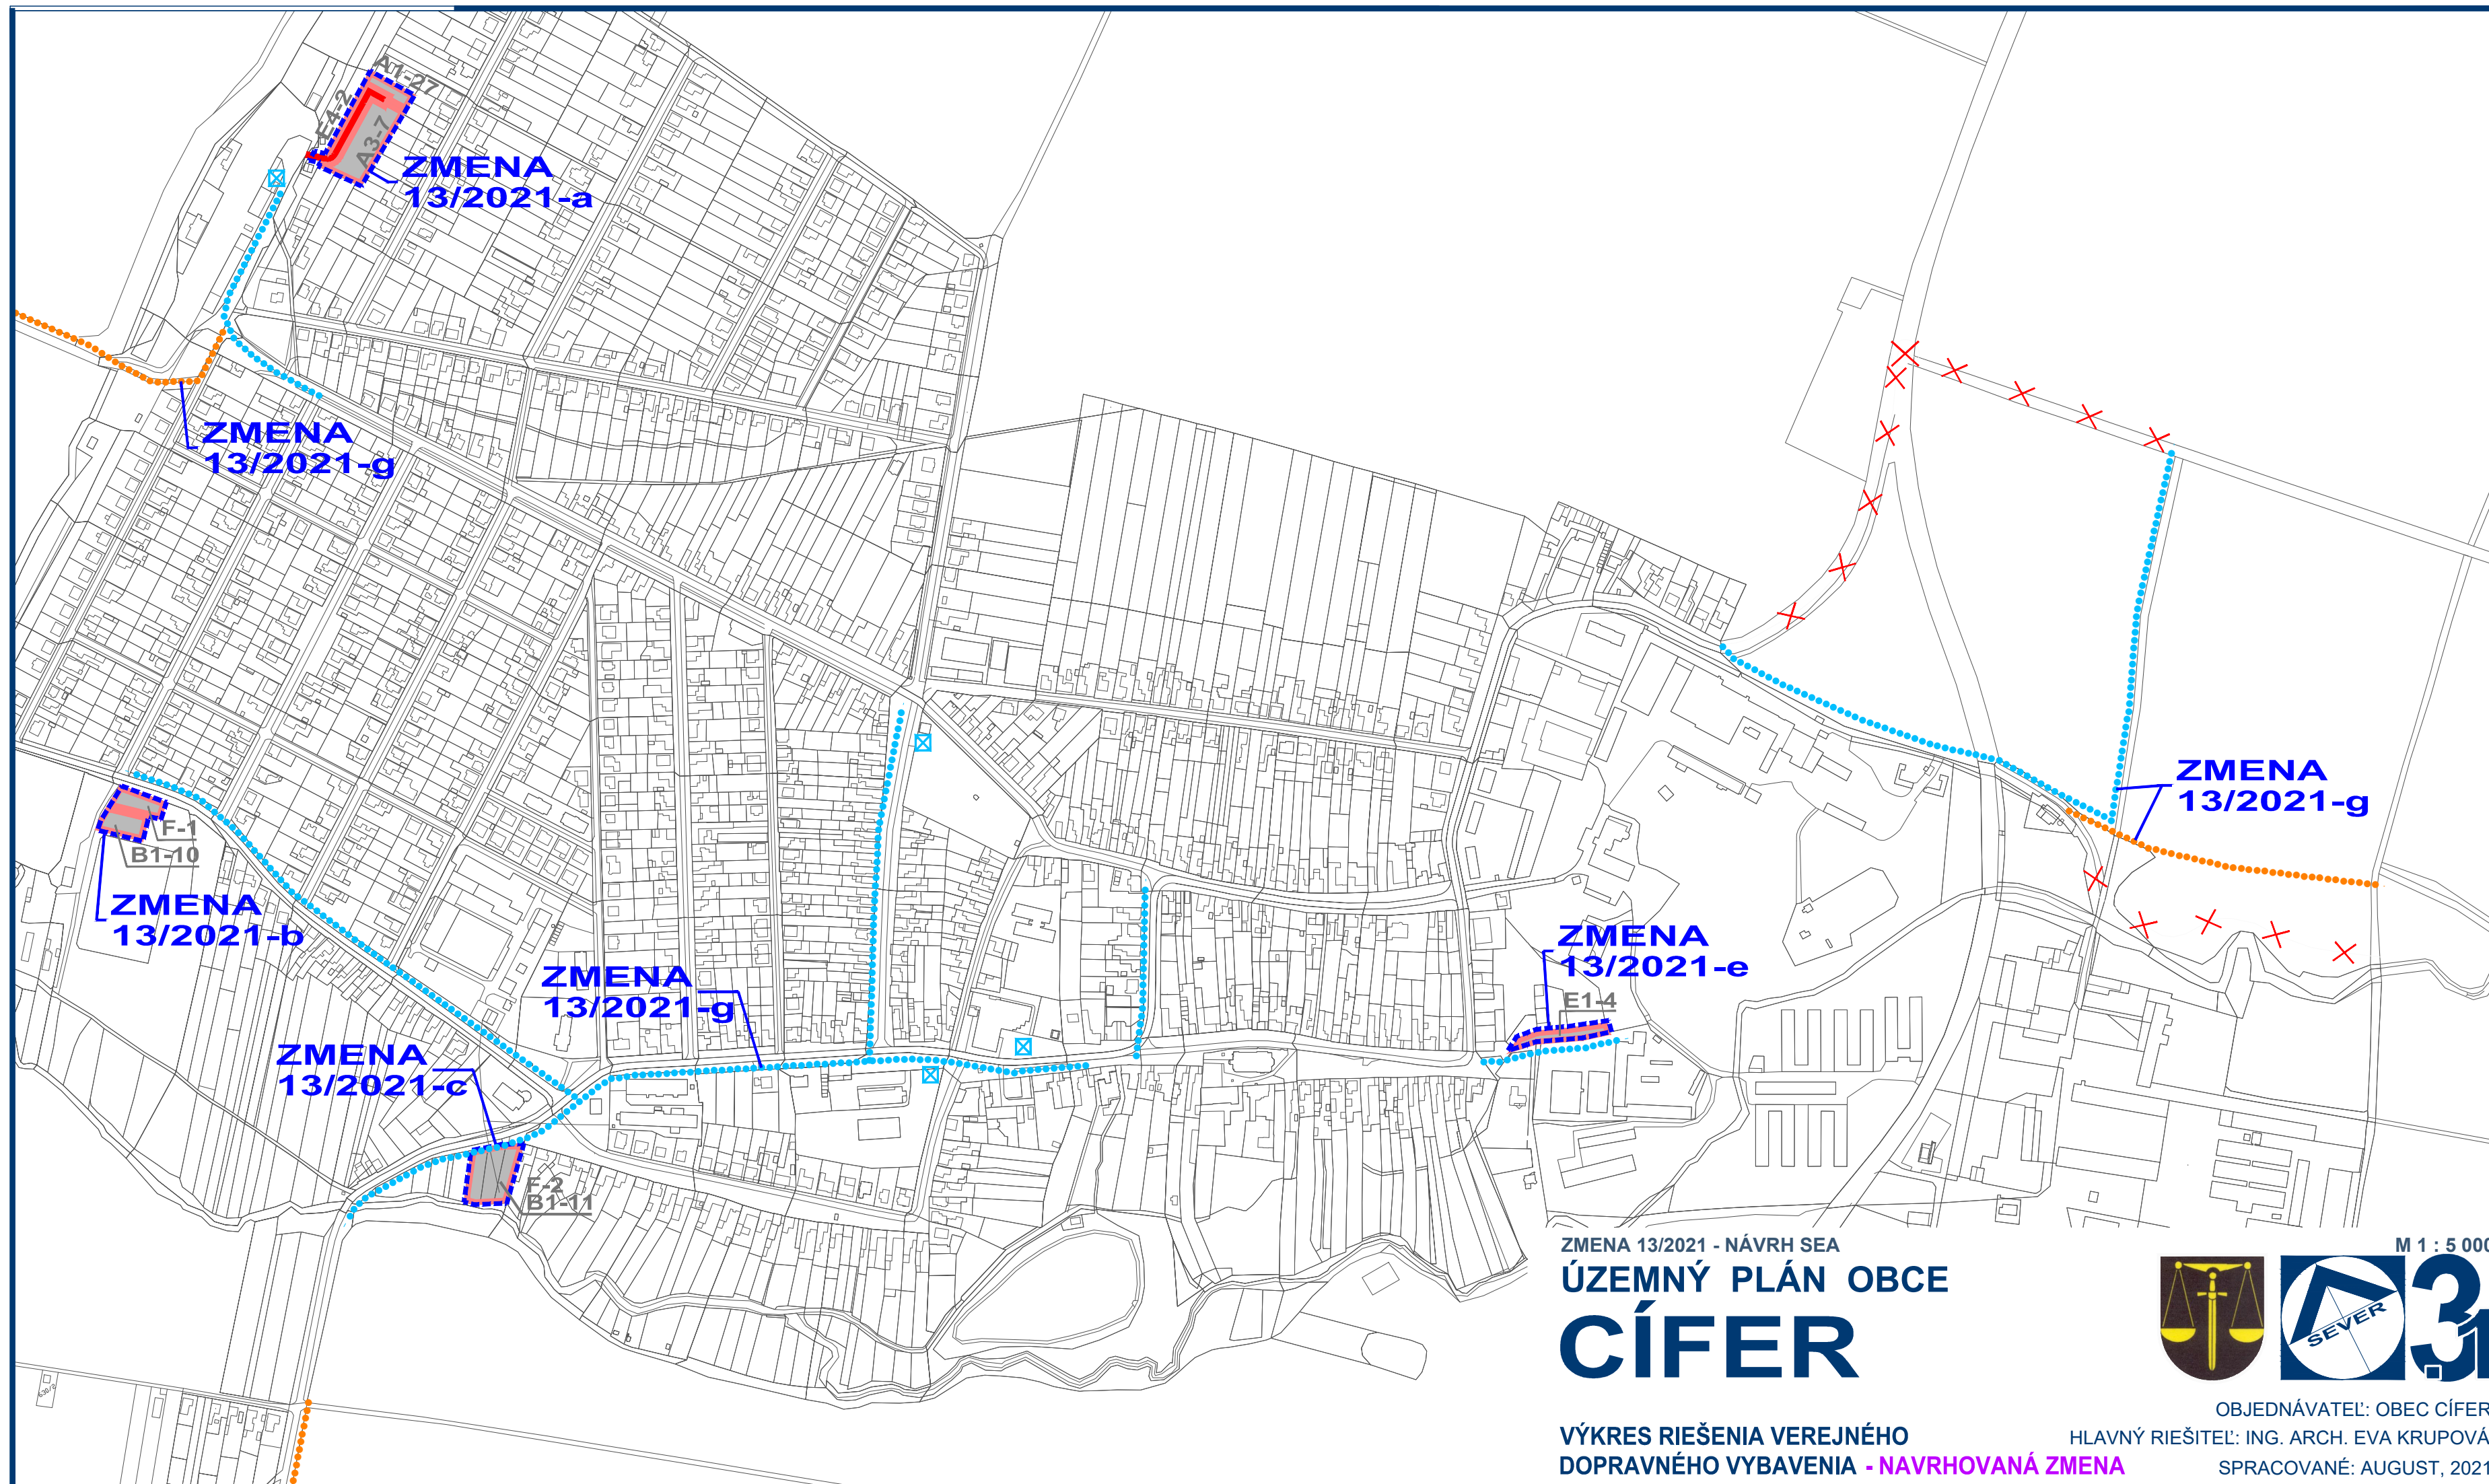 A1-27
E4-2
A3-7
ZMENA
13/2021-a
ZMENA
13/2021-g
F-1
B1-10
ZMENA
13/2021-b
ZMENA
13/2021-g
ZMENA
13/2021-c
F-2
B1-11
ZMENA
13/2021-e
E1-4
ZMENA
13/2021-g
ZMENA 13/2021 - NÁVRH SEA
M 1 : 5 000
ÚZEMNÝ PLÁN OBCE
CÍFER
SEVER
3.1
VÝKRES RIEŠENIA VEREJNÉHO
DOPRAVNÉHO VYBAVENIA - NAVRHOVANÁ ZMENA
OBJEDNÁVATEĽ: OBEC CÍFER
HLAVNÝ RIEŠITEĽ: ING. ARCH. EVA KRUPOVÁ
SPRACOVANÉ: AUGUST, 2021